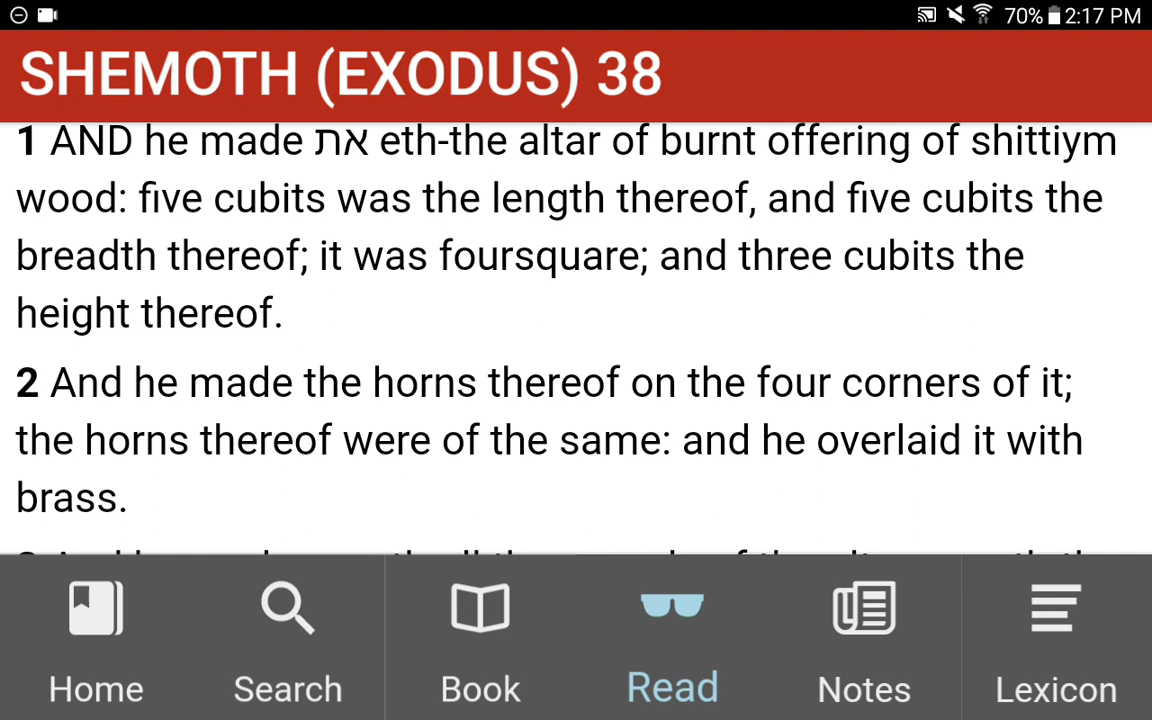 70% 2:17 PM
SHEMOTH (EXODUS) 38
1 AND he made את eth-the altar of burnt offering of shittiym
wood: five cubits was the length thereof, and five cubits the
breadth thereof; it was foursquare; and three cubits the
height thereof.
2 And he made the horns thereof on the four corners of it;
the horns thereof were of the same: and he overlaid it with
brass.
Home Search Book Read Notes Lexicon